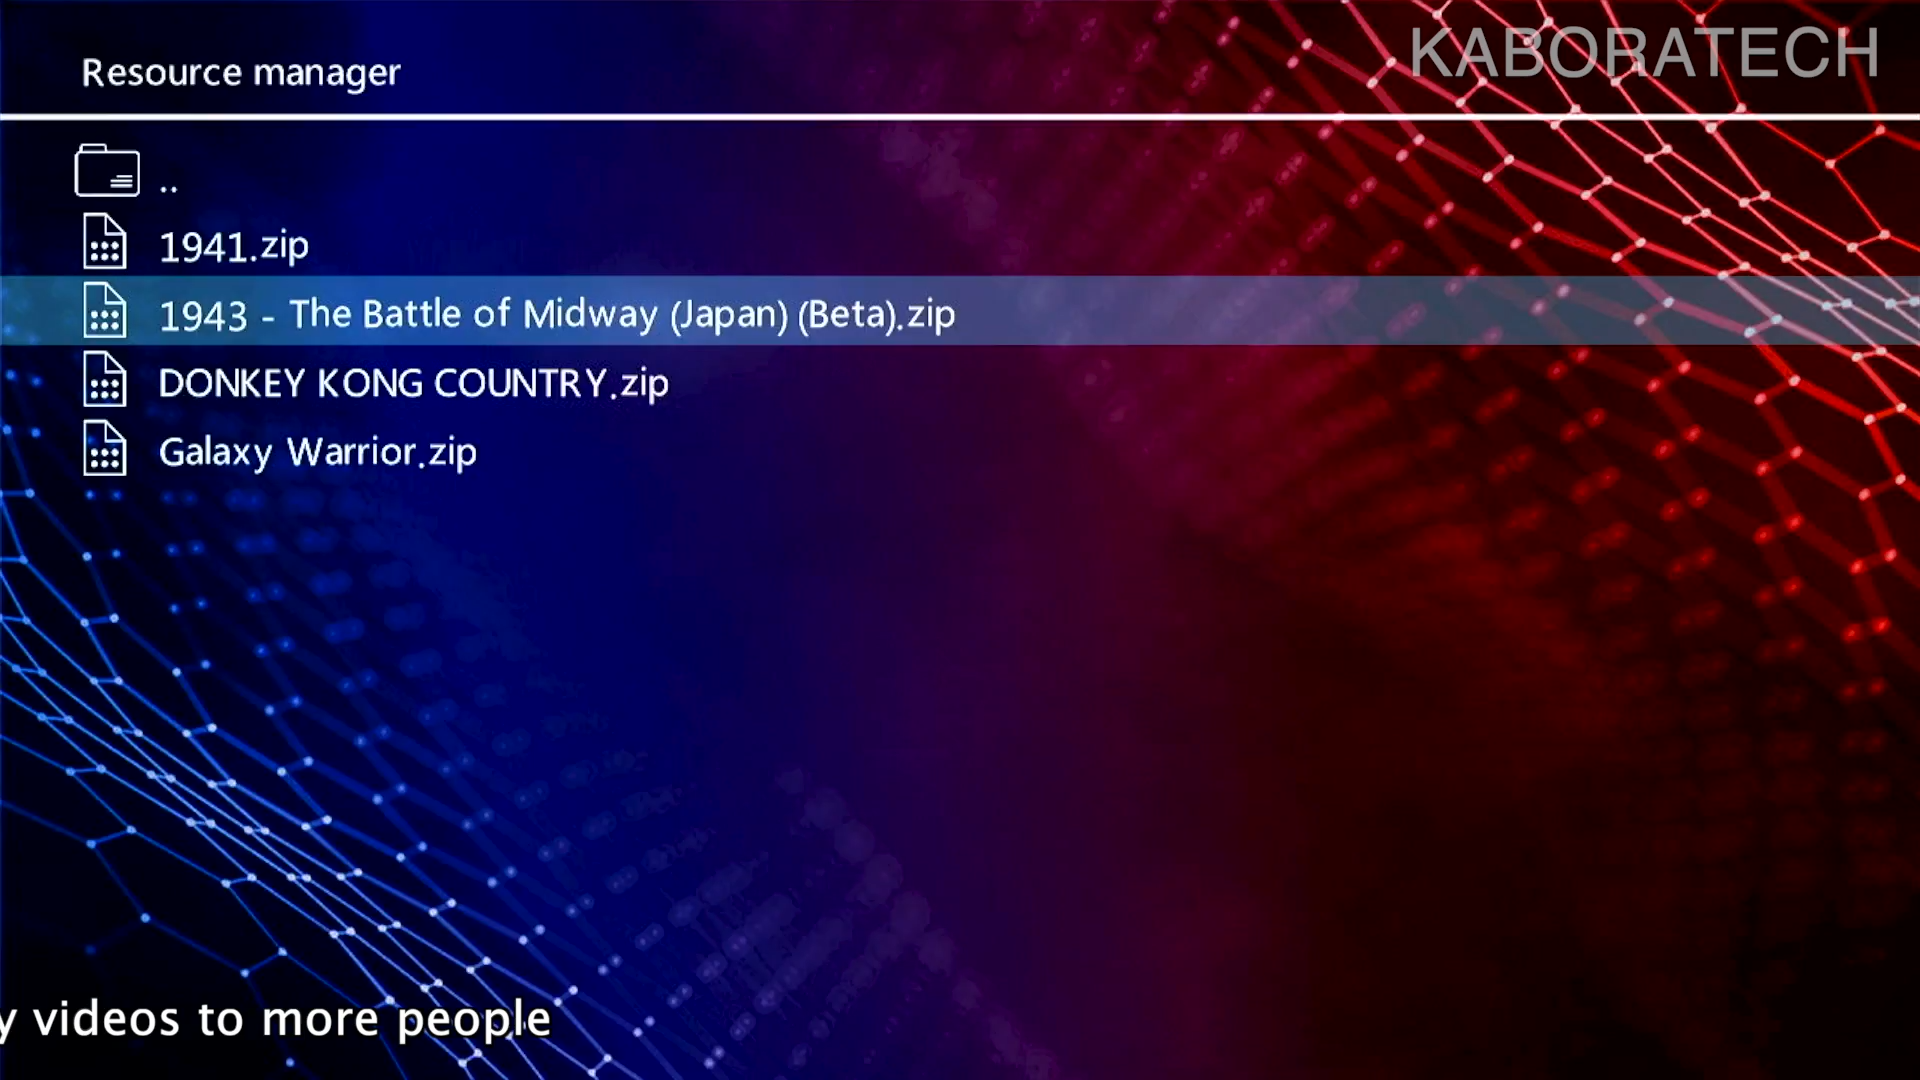 KABORATECH
Resource manager
..
1941.zip
1943 - The Battle of Midway (Japan) (Beta).zip
DONKEY KONG COUNTRY.zip
Galaxy Warrior.zip
y videos to more people